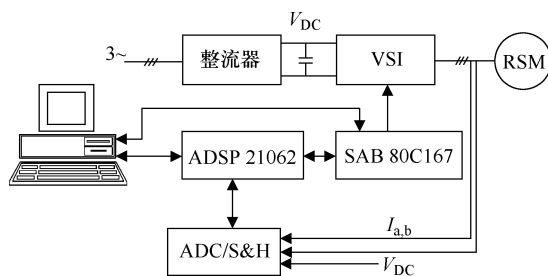 V_DC
3~
整流器
VSI
RSM
ADSP 21062
SAB 80C167
ADC/S&H
I_a,b
V_DC